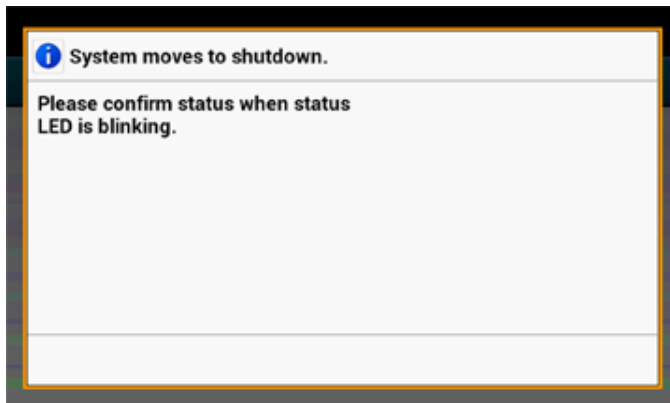 System moves to shutdown.
Please confirm status when status
LED is blinking.